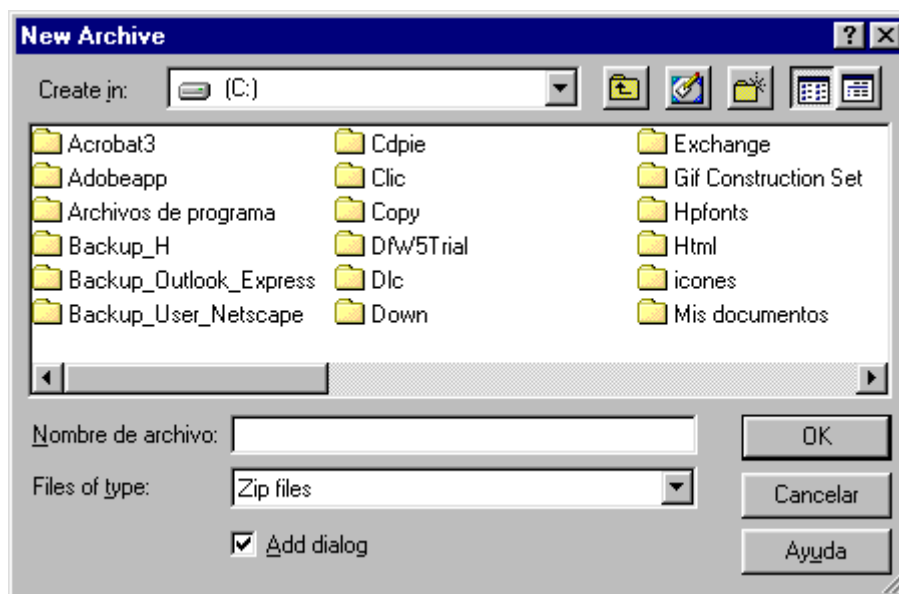 New Archive
Create in: (C:)
Acrobat3 Cdpie Exchange
Adobeapp Clic Gif Construction Set
Archivos de programa Copy Hpfonts
Backup_H DfW5Trial Html
Backup_Outlook_Express Dlc icones
Backup_User_Netscape Down Mis documentos
Nombre de archivo: OK
Files of type: Zip files Cancelar
Add dialog Ayuda